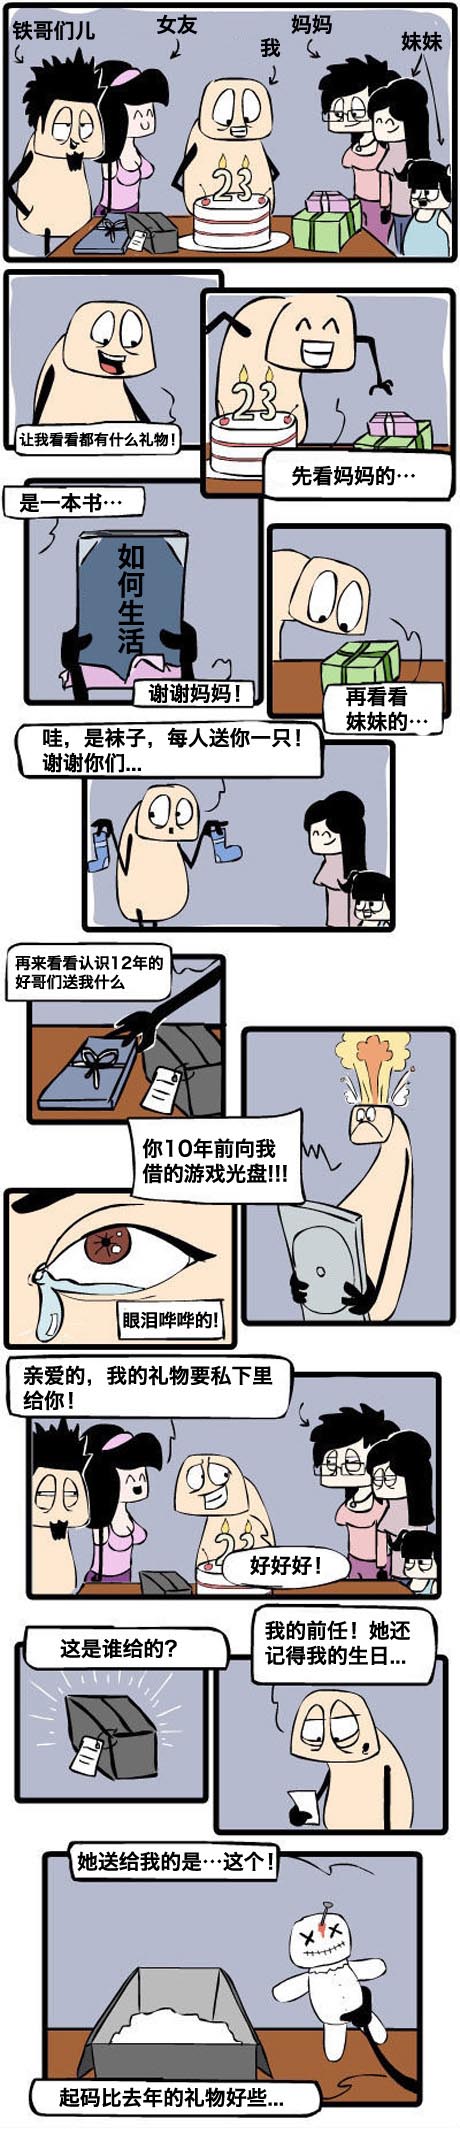 铁哥们儿
女友
我
妈妈
妹妹
23
让我看看都有什么礼物！
23
先看妈妈的…
是一本书…
如何生活
谢谢妈妈！
再看看
妹妹的…
哇，是袜子，每人送你一只！
谢谢你们...
再来看看认识12年的
好哥们送我什么
你10年前向我
借的游戏光盘!!!
眼泪哗哗的!
亲爱的，我的礼物要私下里
给你！
23
好好好！
这是谁给的？
我的前任！她还
记得我的生日...
她送给我的是…这个！
起码比去年的礼物好些...